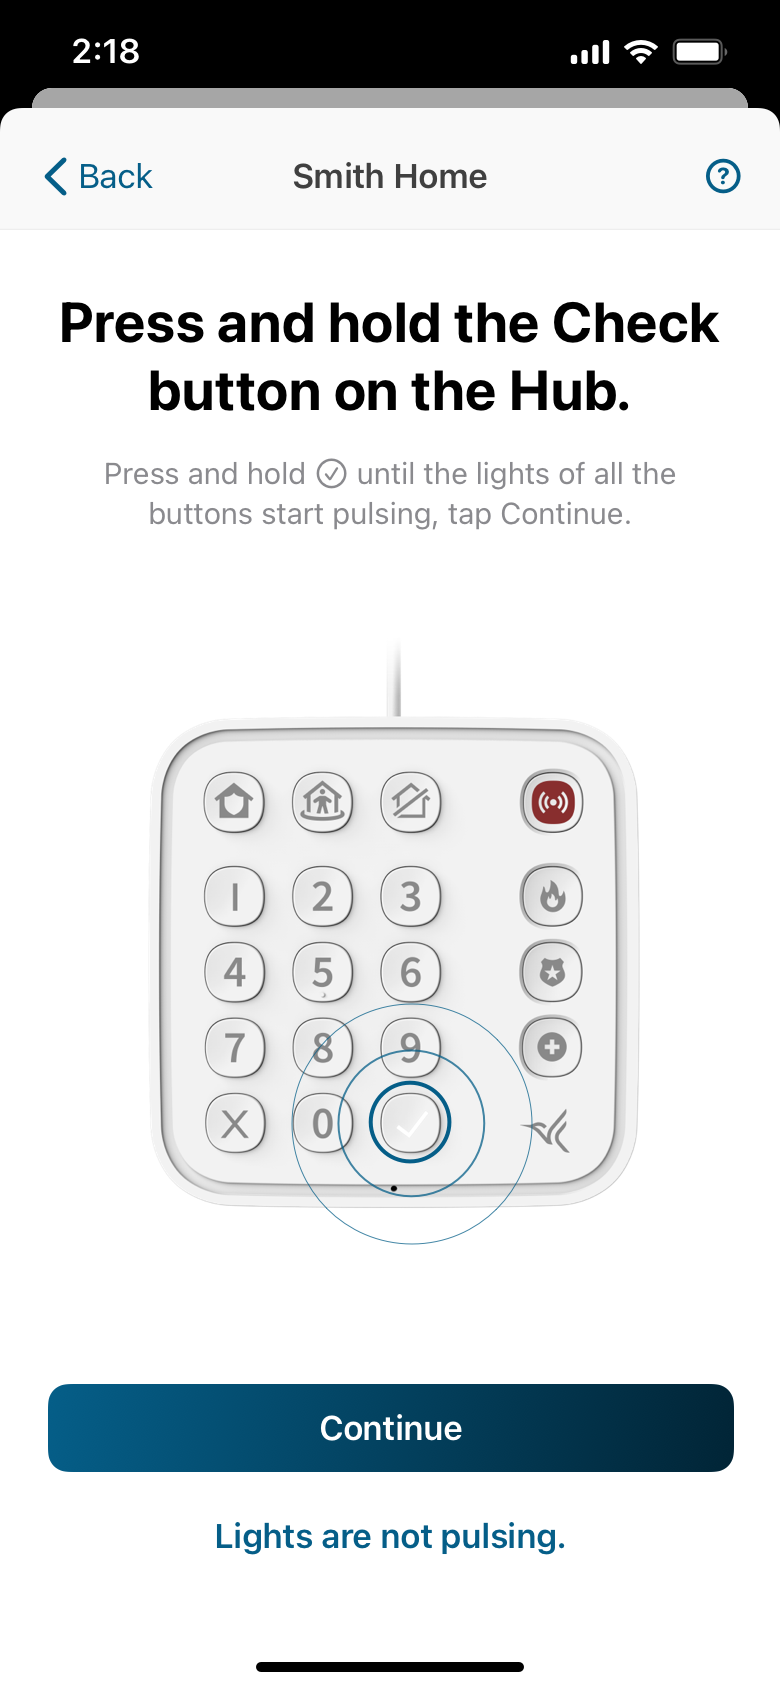 2:18
Back
Smith Home
?
Press and hold the Check
button on the Hub.
Press and hold until the lights of all the
buttons start pulsing, tap Continue.
1 2 3
4 5 6
7 8 9
X 0
Continue
Lights are not pulsing.